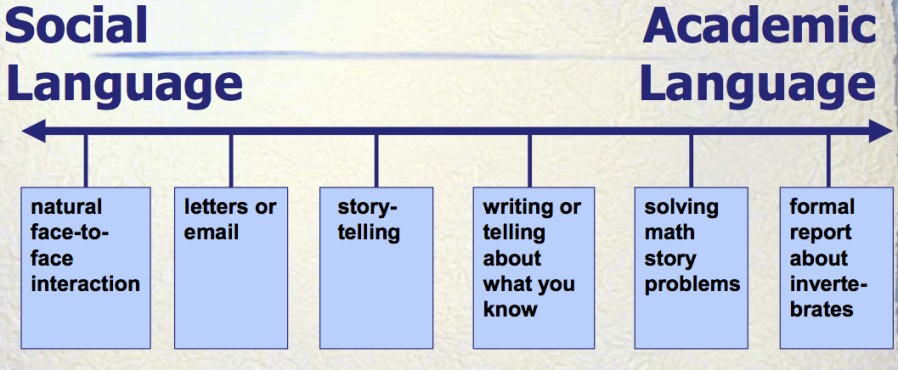 Social
Language
Academic
Language
natural
face-to-
face
interaction
letters or
email
story-
telling
writing or
telling
about
what you
know
solving
math
story
problems
formal
report
about
inverte-
brates